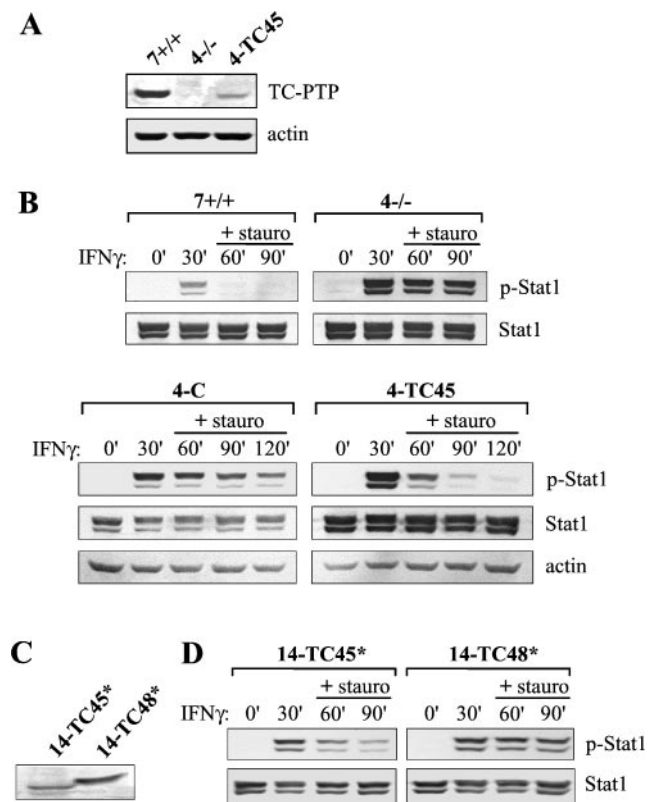 A
7+/+ 4-/- 4-TC45
TC-PTP
actin
B
7+/+ 4-/-
+ stauro + stauro
IFNγ: 0' 30' 60' 90' 0' 30' 60' 90'
p-Stat1
Stat1
4-C 4-TC45
+ stauro + stauro
IFNγ: 0' 30' 60' 90' 120' 0' 30' 60' 90' 120'
p-Stat1
Stat1
actin
C
14-TC45* 14-TC48*
D
14-TC45* 14-TC48*
+ stauro + stauro
IFNγ: 0' 30' 60' 90' 0' 30' 60' 90'
p-Stat1
Stat1